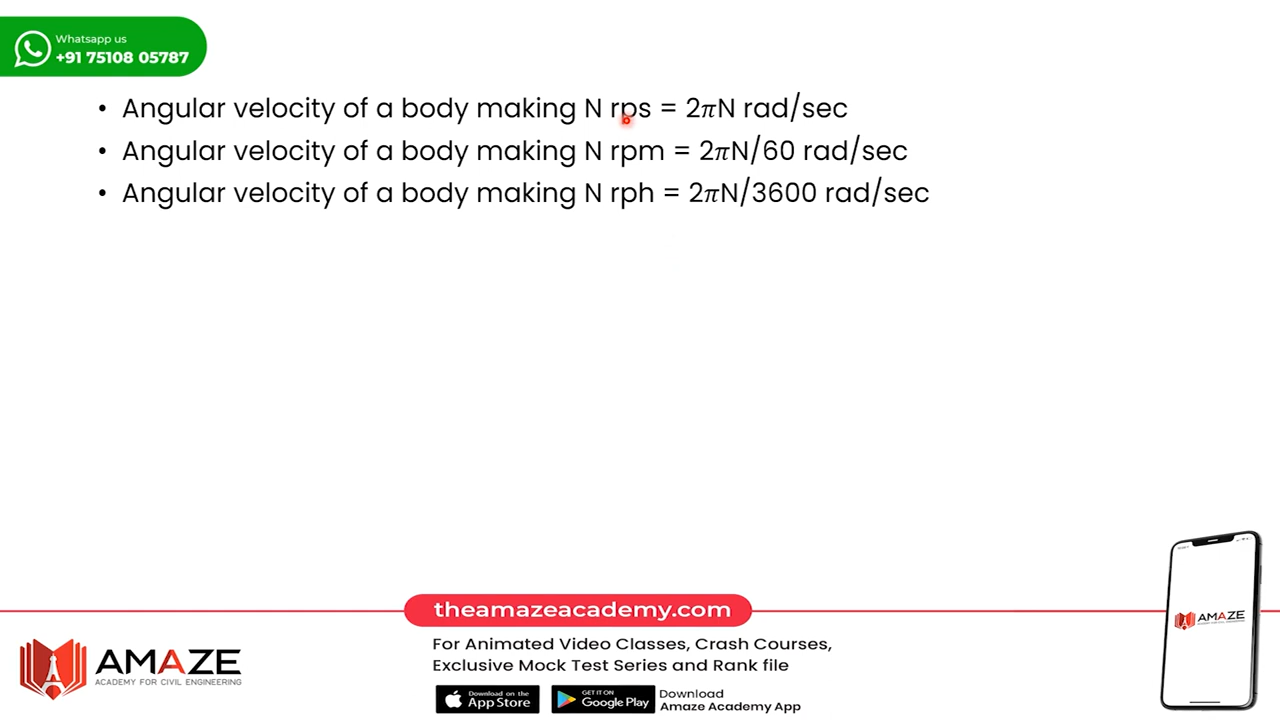 Whatsapp us
+91 75108 05787
• Angular velocity of a body making N rps = 2πN rad/sec
• Angular velocity of a body making N rpm = 2πN/60 rad/sec
• Angular velocity of a body making N rph = 2πN/3600 rad/sec
theamazeacademy.com
For Animated Video Classes, Crash Courses,
Exclusive Mock Test Series and Rank file
AMAZE
ACADEMY FOR CIVIL ENGINEERING
Download on the
App Store
GET IT ON
Google Play
Download
Amaze Academy App
AMAZE